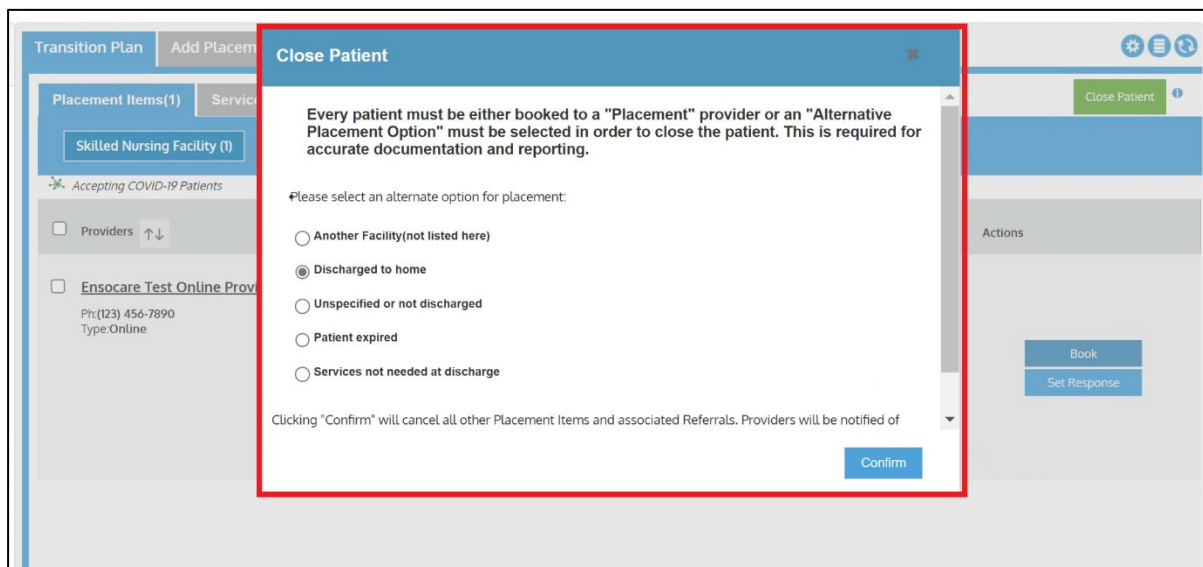 Transition Plan
Add Placem
Close Patient
Placement Items(1)
Service
Close Patient
Skilled Nursing Facility (1)
Every patient must be either booked to a "Placement" provider or an "Alternative
Placement Option" must be selected in order to close the patient. This is required for
accurate documentation and reporting.
Accepting COVID-19 Patients
Please select an alternate option for placement:
Providers
Actions
Another Facility(not listed here)
Discharged to home
Ensocare Test Online Provi
Ph:(123) 456-7890
Type:Online
Unspecified or not discharged
Patient expired
Services not needed at discharge
Book
Set Response
Clicking "Confirm" will cancel all other Placement Items and associated Referrals. Providers will be notified of
Confirm